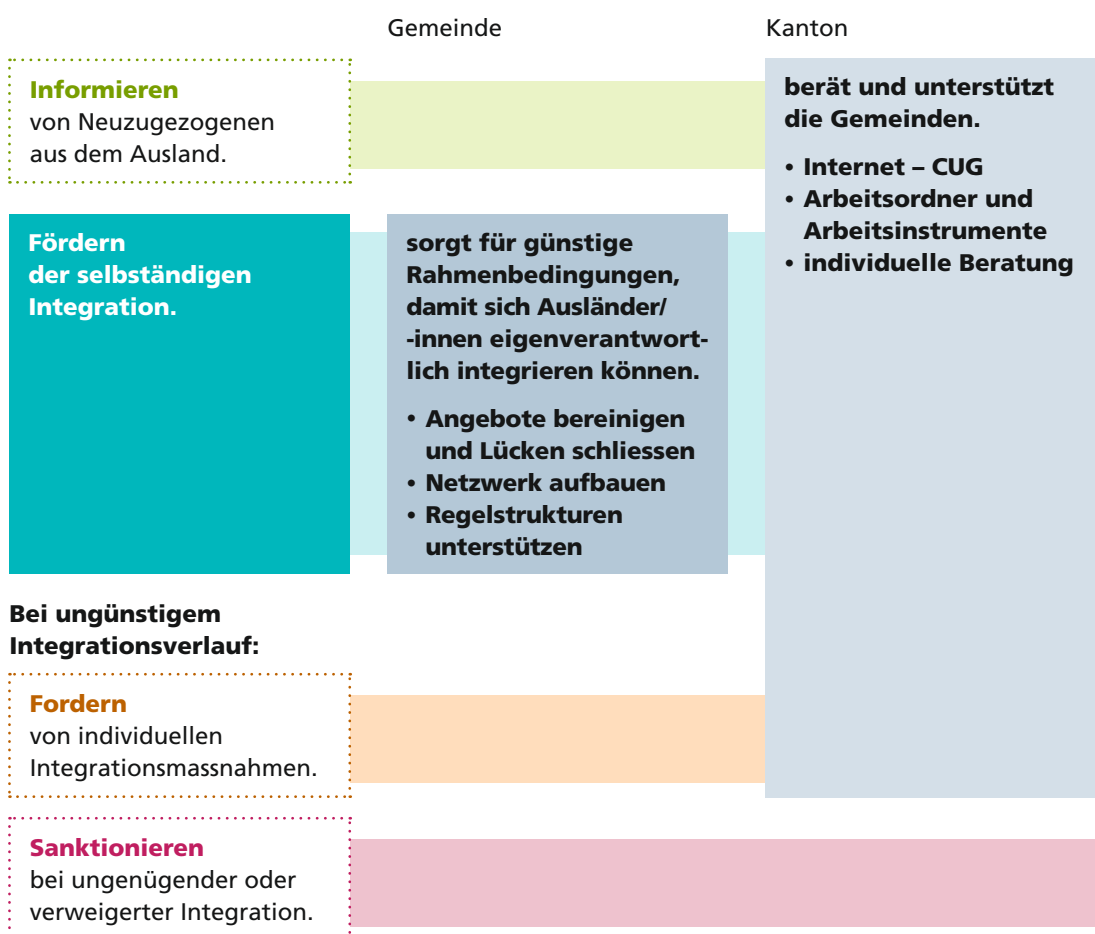 Gemeinde
Kanton
Informieren
von Neuzugezogenen
aus dem Ausland.
berät und unterstützt
die Gemeinden.
• Internet – CUG
• Arbeitsordner und
Arbeitsinstrumente
• individuelle Beratung
Fördern
der selbständigen
Integration.
sorgt für günstige
Rahmenbedingungen,
damit sich Ausländer/
-innen eigenverantwort-
lich integrieren können.
• Angebote bereinigen
und Lücken schliessen
• Netzwerk aufbauen
• Regelstrukturen
unterstützen
Bei ungünstigem
Integrationsverlauf:
Fordern
von individuellen
Integrationsmassnahmen.
Sanktionieren
bei ungenügender oder
verweigerter Integration.